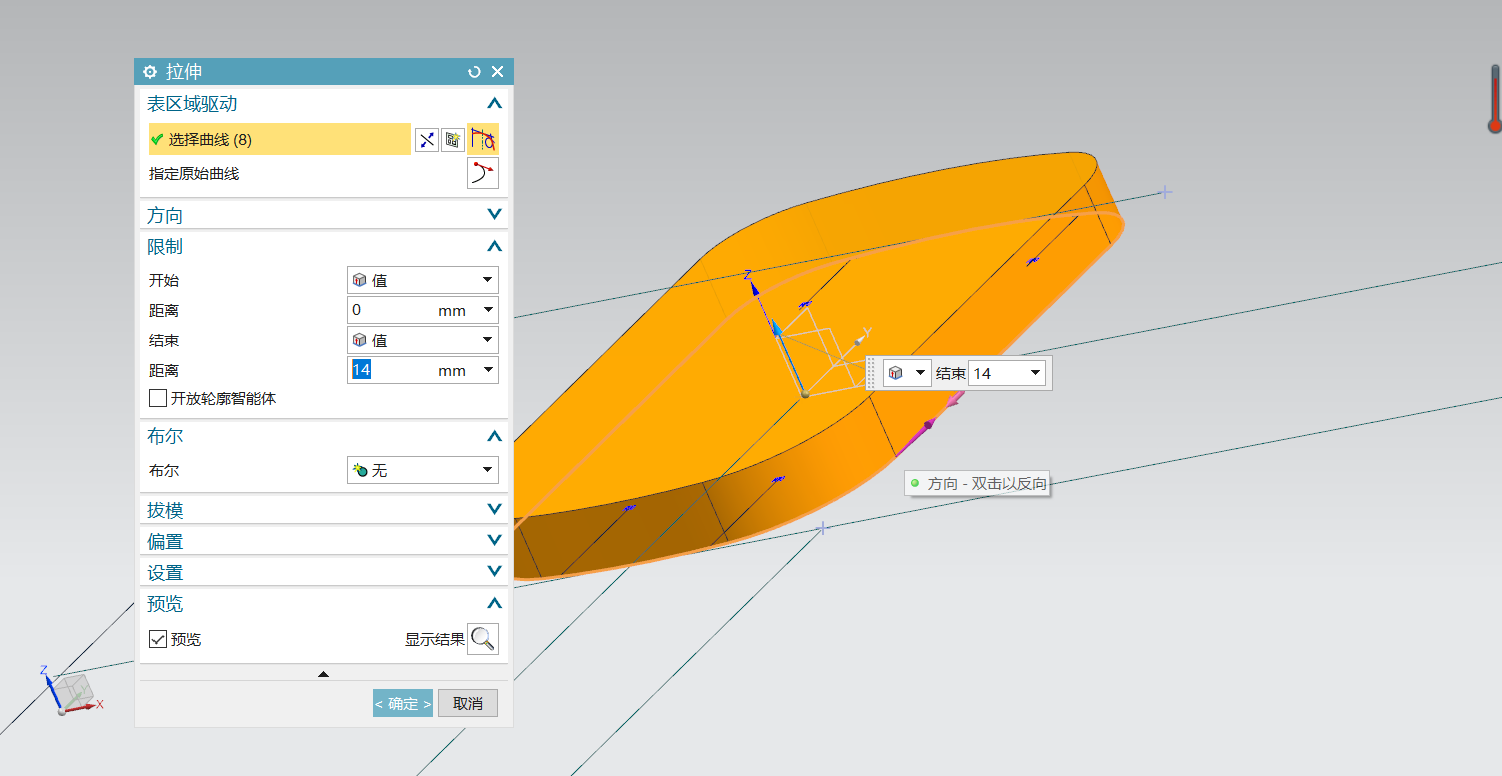 拉伸
表区域驱动
选择曲线 (8)
指定原始曲线
方向
限制
开始 值
距离 0 mm
结束 值
距离 14 mm
开放轮廓智能体
布尔
布尔 无
拔模
偏置
设置
预览
预览 显示结果
< 确定 > 取消
Z
Y
结束 14
方向 - 双击以反向
Z
X